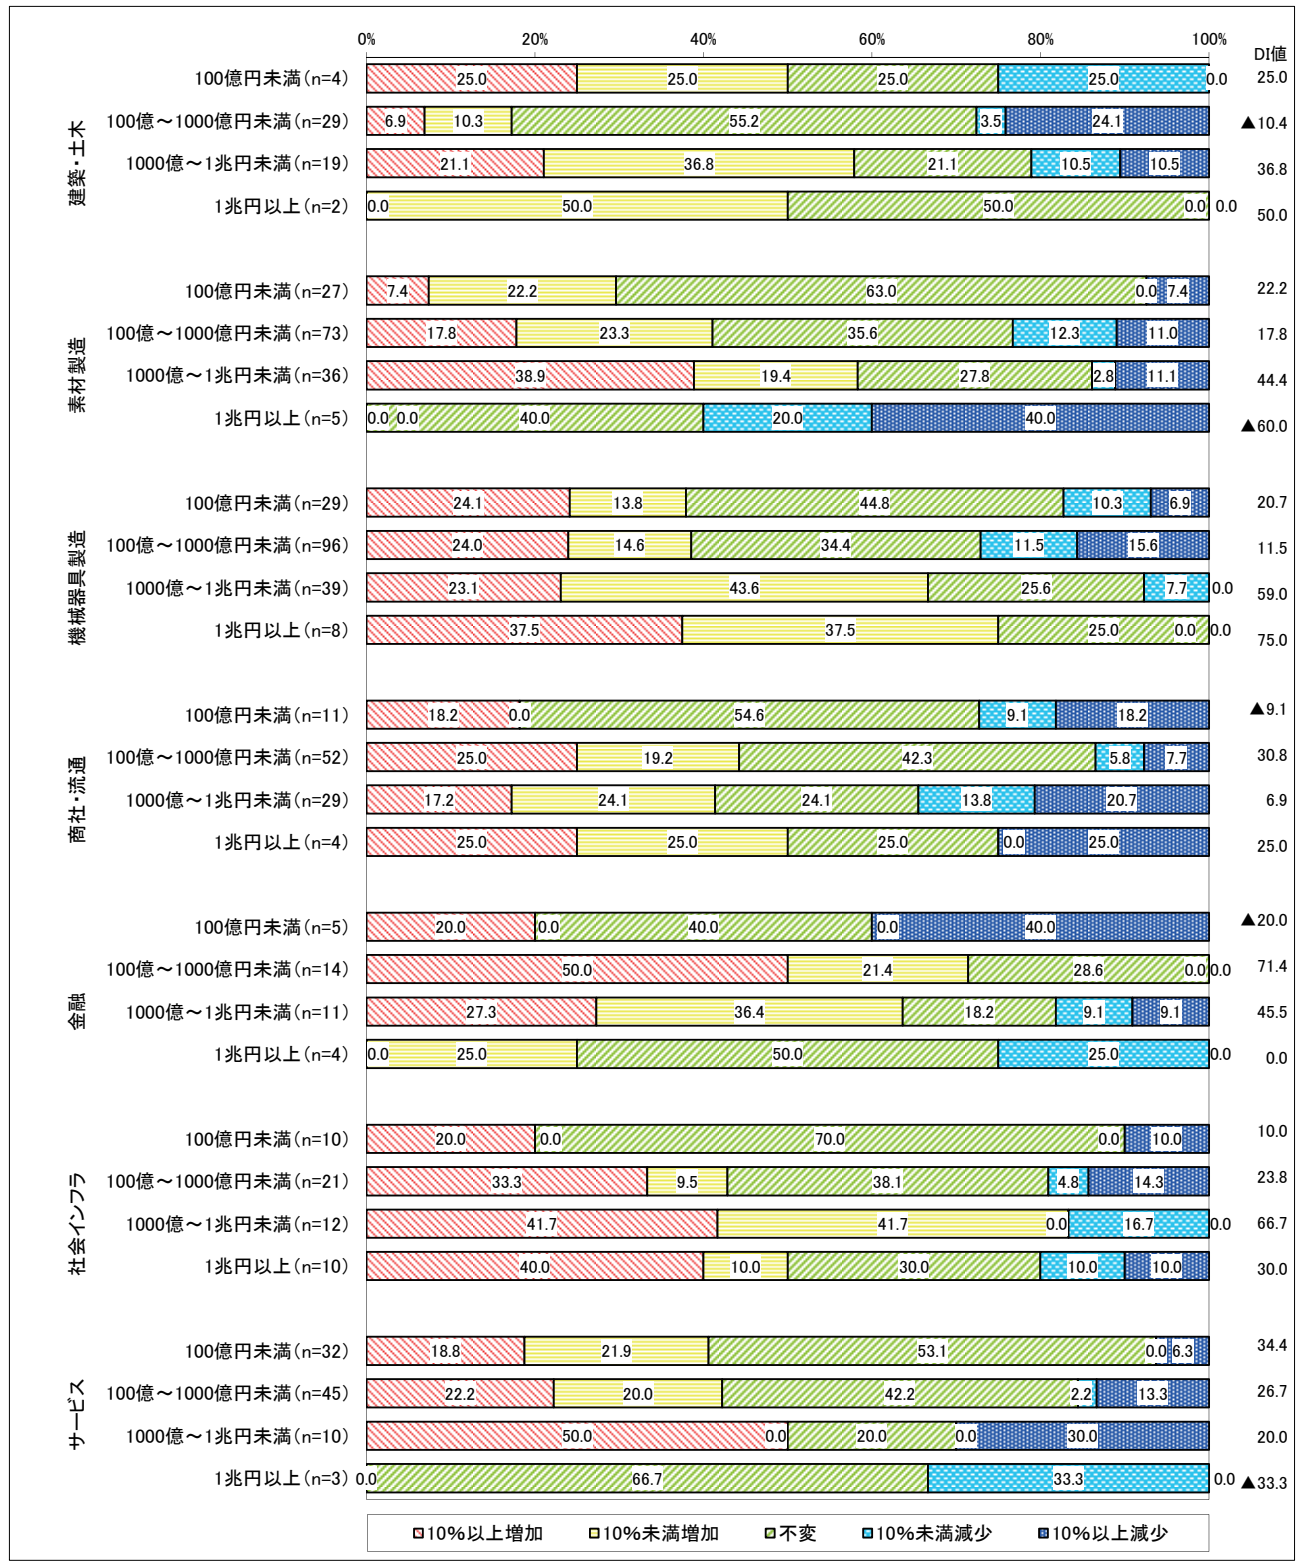 0% 20% 40% 60% 80% 100%
DI値
建築・土木
100億円未満(n=4) 25.0 25.0 25.0 25.0 0.0 25.0
100億～1000億円未満(n=29) 6.9 10.3 55.2 3.5 24.1 ▲10.4
1000億～1兆円未満(n=19) 21.1 36.8 21.1 10.5 10.5 36.8
1兆円以上(n=2) 0.0 50.0 50.0 0.0 0.0 50.0
素材製造
100億円未満(n=27) 7.4 22.2 63.0 0.0 7.4 22.2
100億～1000億円未満(n=73) 17.8 23.3 35.6 12.3 11.0 17.8
1000億～1兆円未満(n=36) 38.9 19.4 27.8 2.8 11.1 44.4
1兆円以上(n=5) 0.0 0.0 40.0 20.0 40.0 ▲60.0
機械器具製造
100億円未満(n=29) 24.1 13.8 44.8 10.3 6.9 20.7
100億～1000億円未満(n=96) 24.0 14.6 34.4 11.5 15.6 11.5
1000億～1兆円未満(n=39) 23.1 43.6 25.6 7.7 0.0 59.0
1兆円以上(n=8) 37.5 37.5 25.0 0.0 0.0 75.0
商社・流通
100億円未満(n=11) 18.2 0.0 54.6 9.1 18.2 ▲9.1
100億～1000億円未満(n=52) 25.0 19.2 42.3 5.8 7.7 30.8
1000億～1兆円未満(n=29) 17.2 24.1 24.1 13.8 20.7 6.9
1兆円以上(n=4) 25.0 25.0 25.0 0.0 25.0 25.0
金融
100億円未満(n=5) 20.0 0.0 40.0 0.0 40.0 ▲20.0
100億～1000億円未満(n=14) 50.0 21.4 28.6 0.0 0.0 71.4
1000億～1兆円未満(n=11) 27.3 36.4 18.2 9.1 9.1 45.5
1兆円以上(n=4) 0.0 25.0 50.0 25.0 0.0 0.0
社会インフラ
100億円未満(n=10) 20.0 0.0 70.0 0.0 10.0 10.0
100億～1000億円未満(n=21) 33.3 9.5 38.1 4.8 14.3 23.8
1000億～1兆円未満(n=12) 41.7 41.7 0.0 16.7 0.0 66.7
1兆円以上(n=10) 40.0 10.0 30.0 10.0 10.0 30.0
サービス
100億円未満(n=32) 18.8 21.9 53.1 0.0 6.3 34.4
100億～1000億円未満(n=45) 22.2 20.0 42.2 2.2 13.3 26.7
1000億～1兆円未満(n=10) 50.0 0.0 20.0 0.0 30.0 20.0
1兆円以上(n=3) 0.0 66.7 33.3 0.0 ▲33.3
10%以上増加 10%未満増加 不変 10%未満減少 10%以上減少